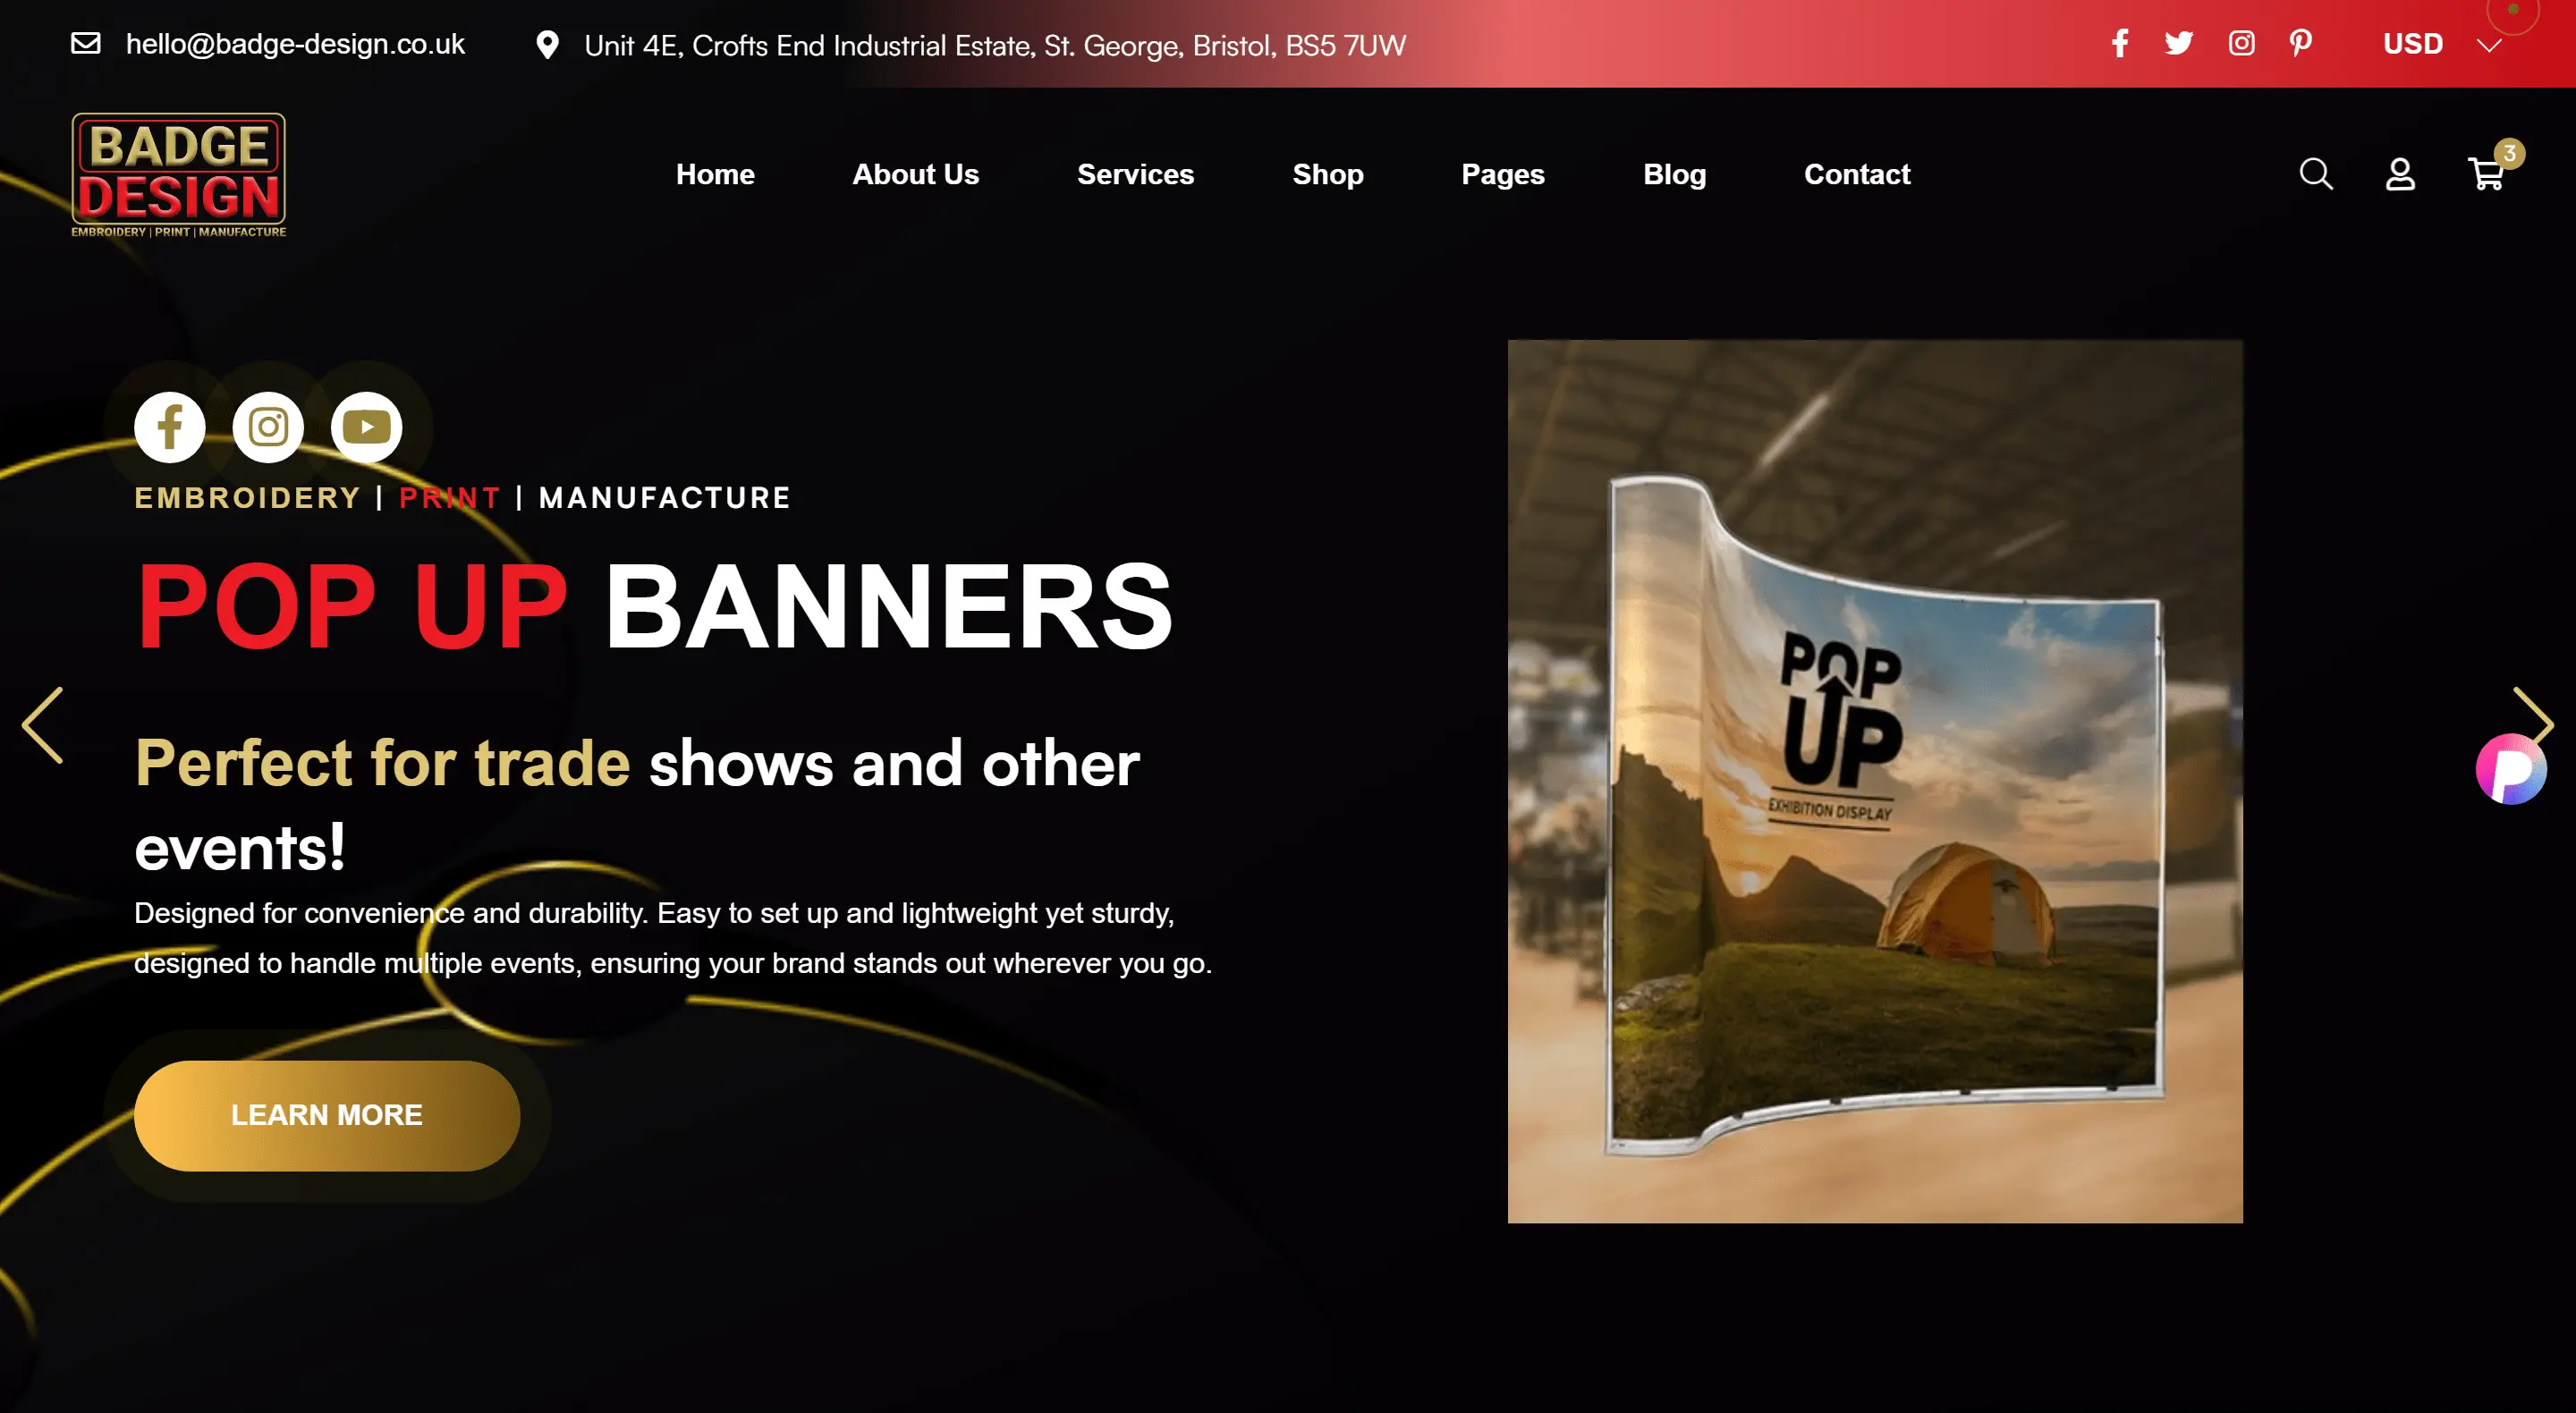 hello@badge-design.co.uk
Unit 4E, Crofts End Industrial Estate, St. George, Bristol, BS5 7UW
USD
BADGE
DESIGN
EMBROIDERY | PRINT | MANUFACTURE
Home
About Us
Services
Shop
Pages
Blog
Contact
3
EMBROIDERY | PRINT | MANUFACTURE
POP UP BANNERS
Perfect for trade shows and other
events!
Designed for convenience and durability. Easy to set up and lightweight yet sturdy,
designed to handle multiple events, ensuring your brand stands out wherever you go.
LEARN MORE
POP
UP
EXHIBITION DISPLAY
P